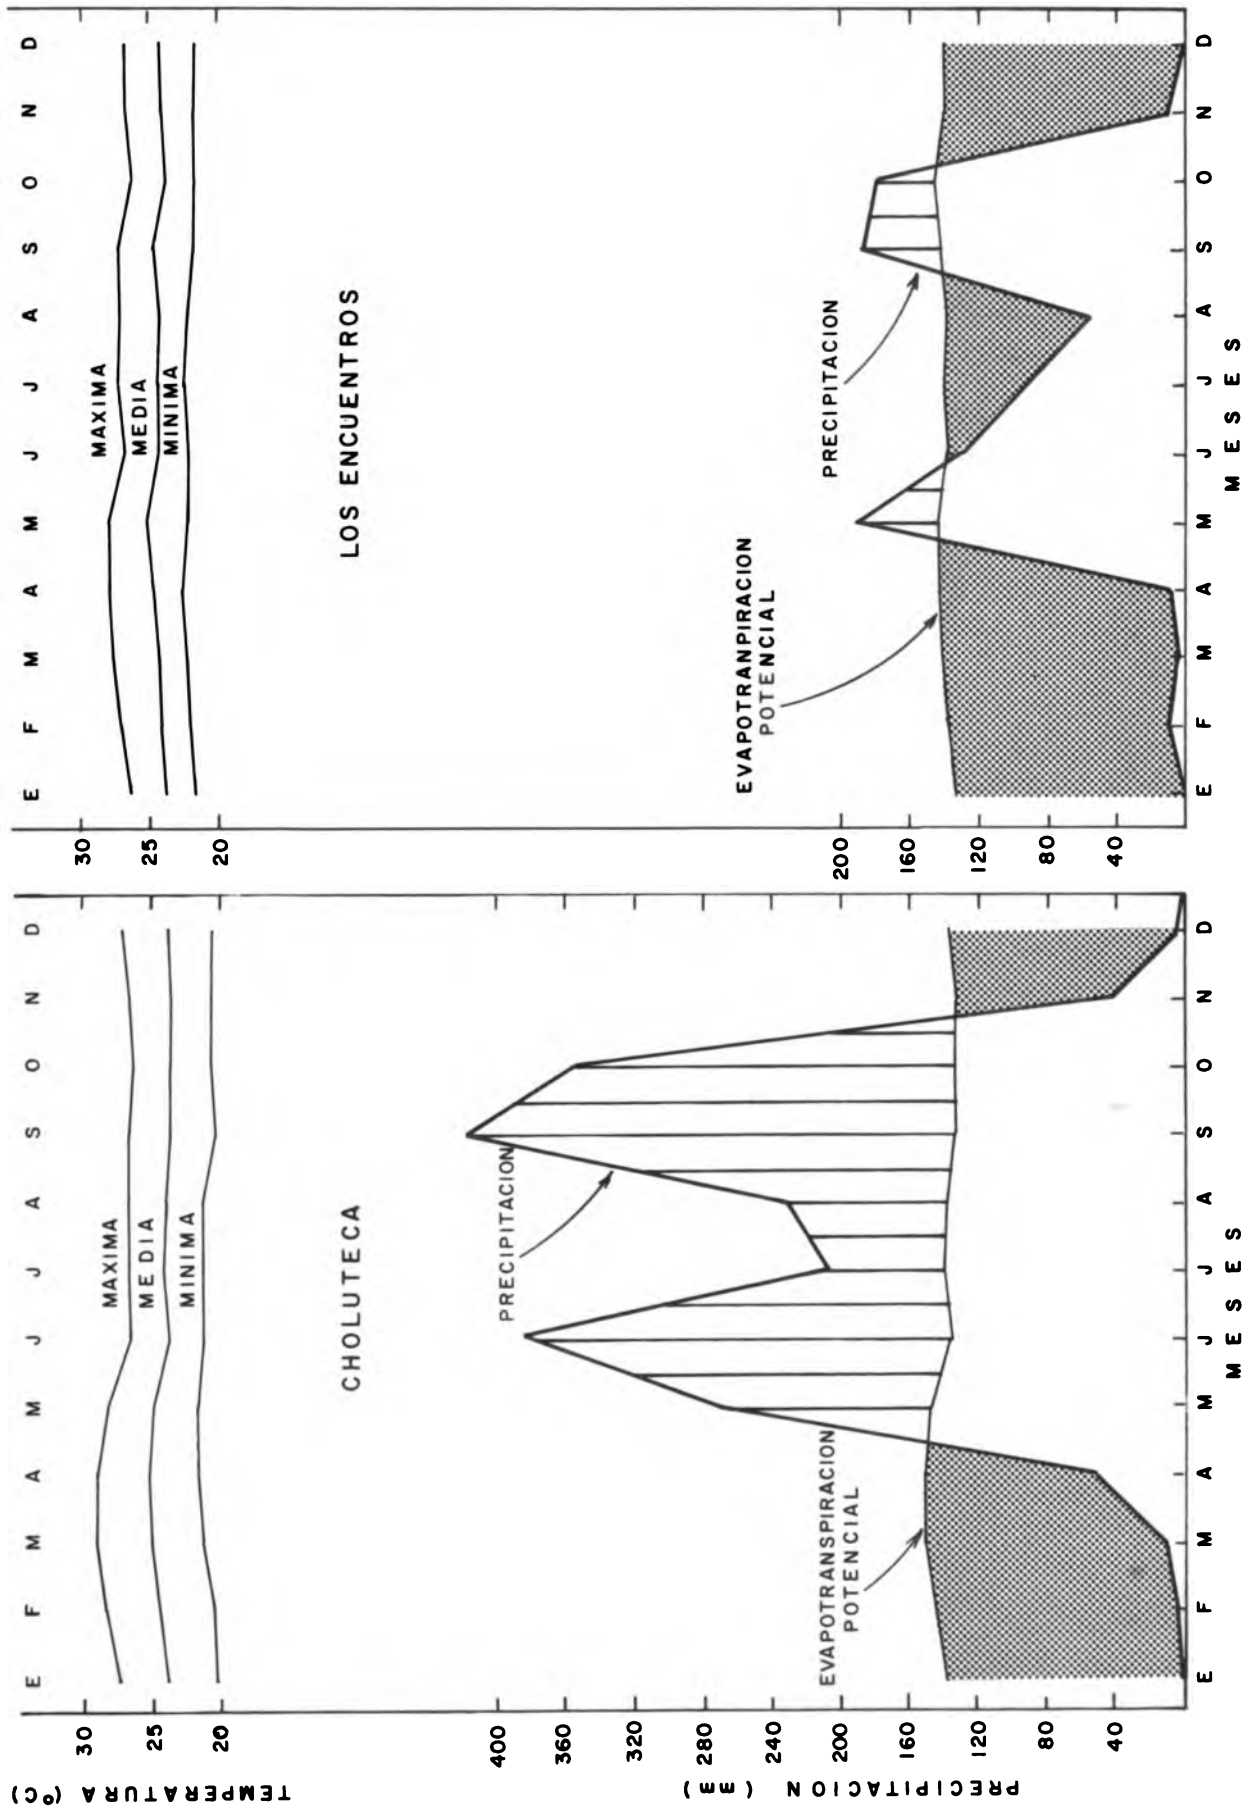 TEMPERATURA (°C)
E F M A M J J A S O N D
30
25
20
MAXIMA
MEDIA
MINIMA
CHOLUTECA
PRECIPITACION (mm)
400
360
320
280
240
200
160
120
80
40
PRECIPITACION
EVAPOTRANSPIRACION
POTENCIAL
E F M A M J J A S O N D
MESES
E F M A M J J A S O N D
30
25
20
MAXIMA
MEDIA
MINIMA
LOS ENCUENTROS
200
160
120
80
40
EVAPOTRANPIRACION
POTENCIAL
PRECIPITACION
E F M A M J J A S O N D
MESES